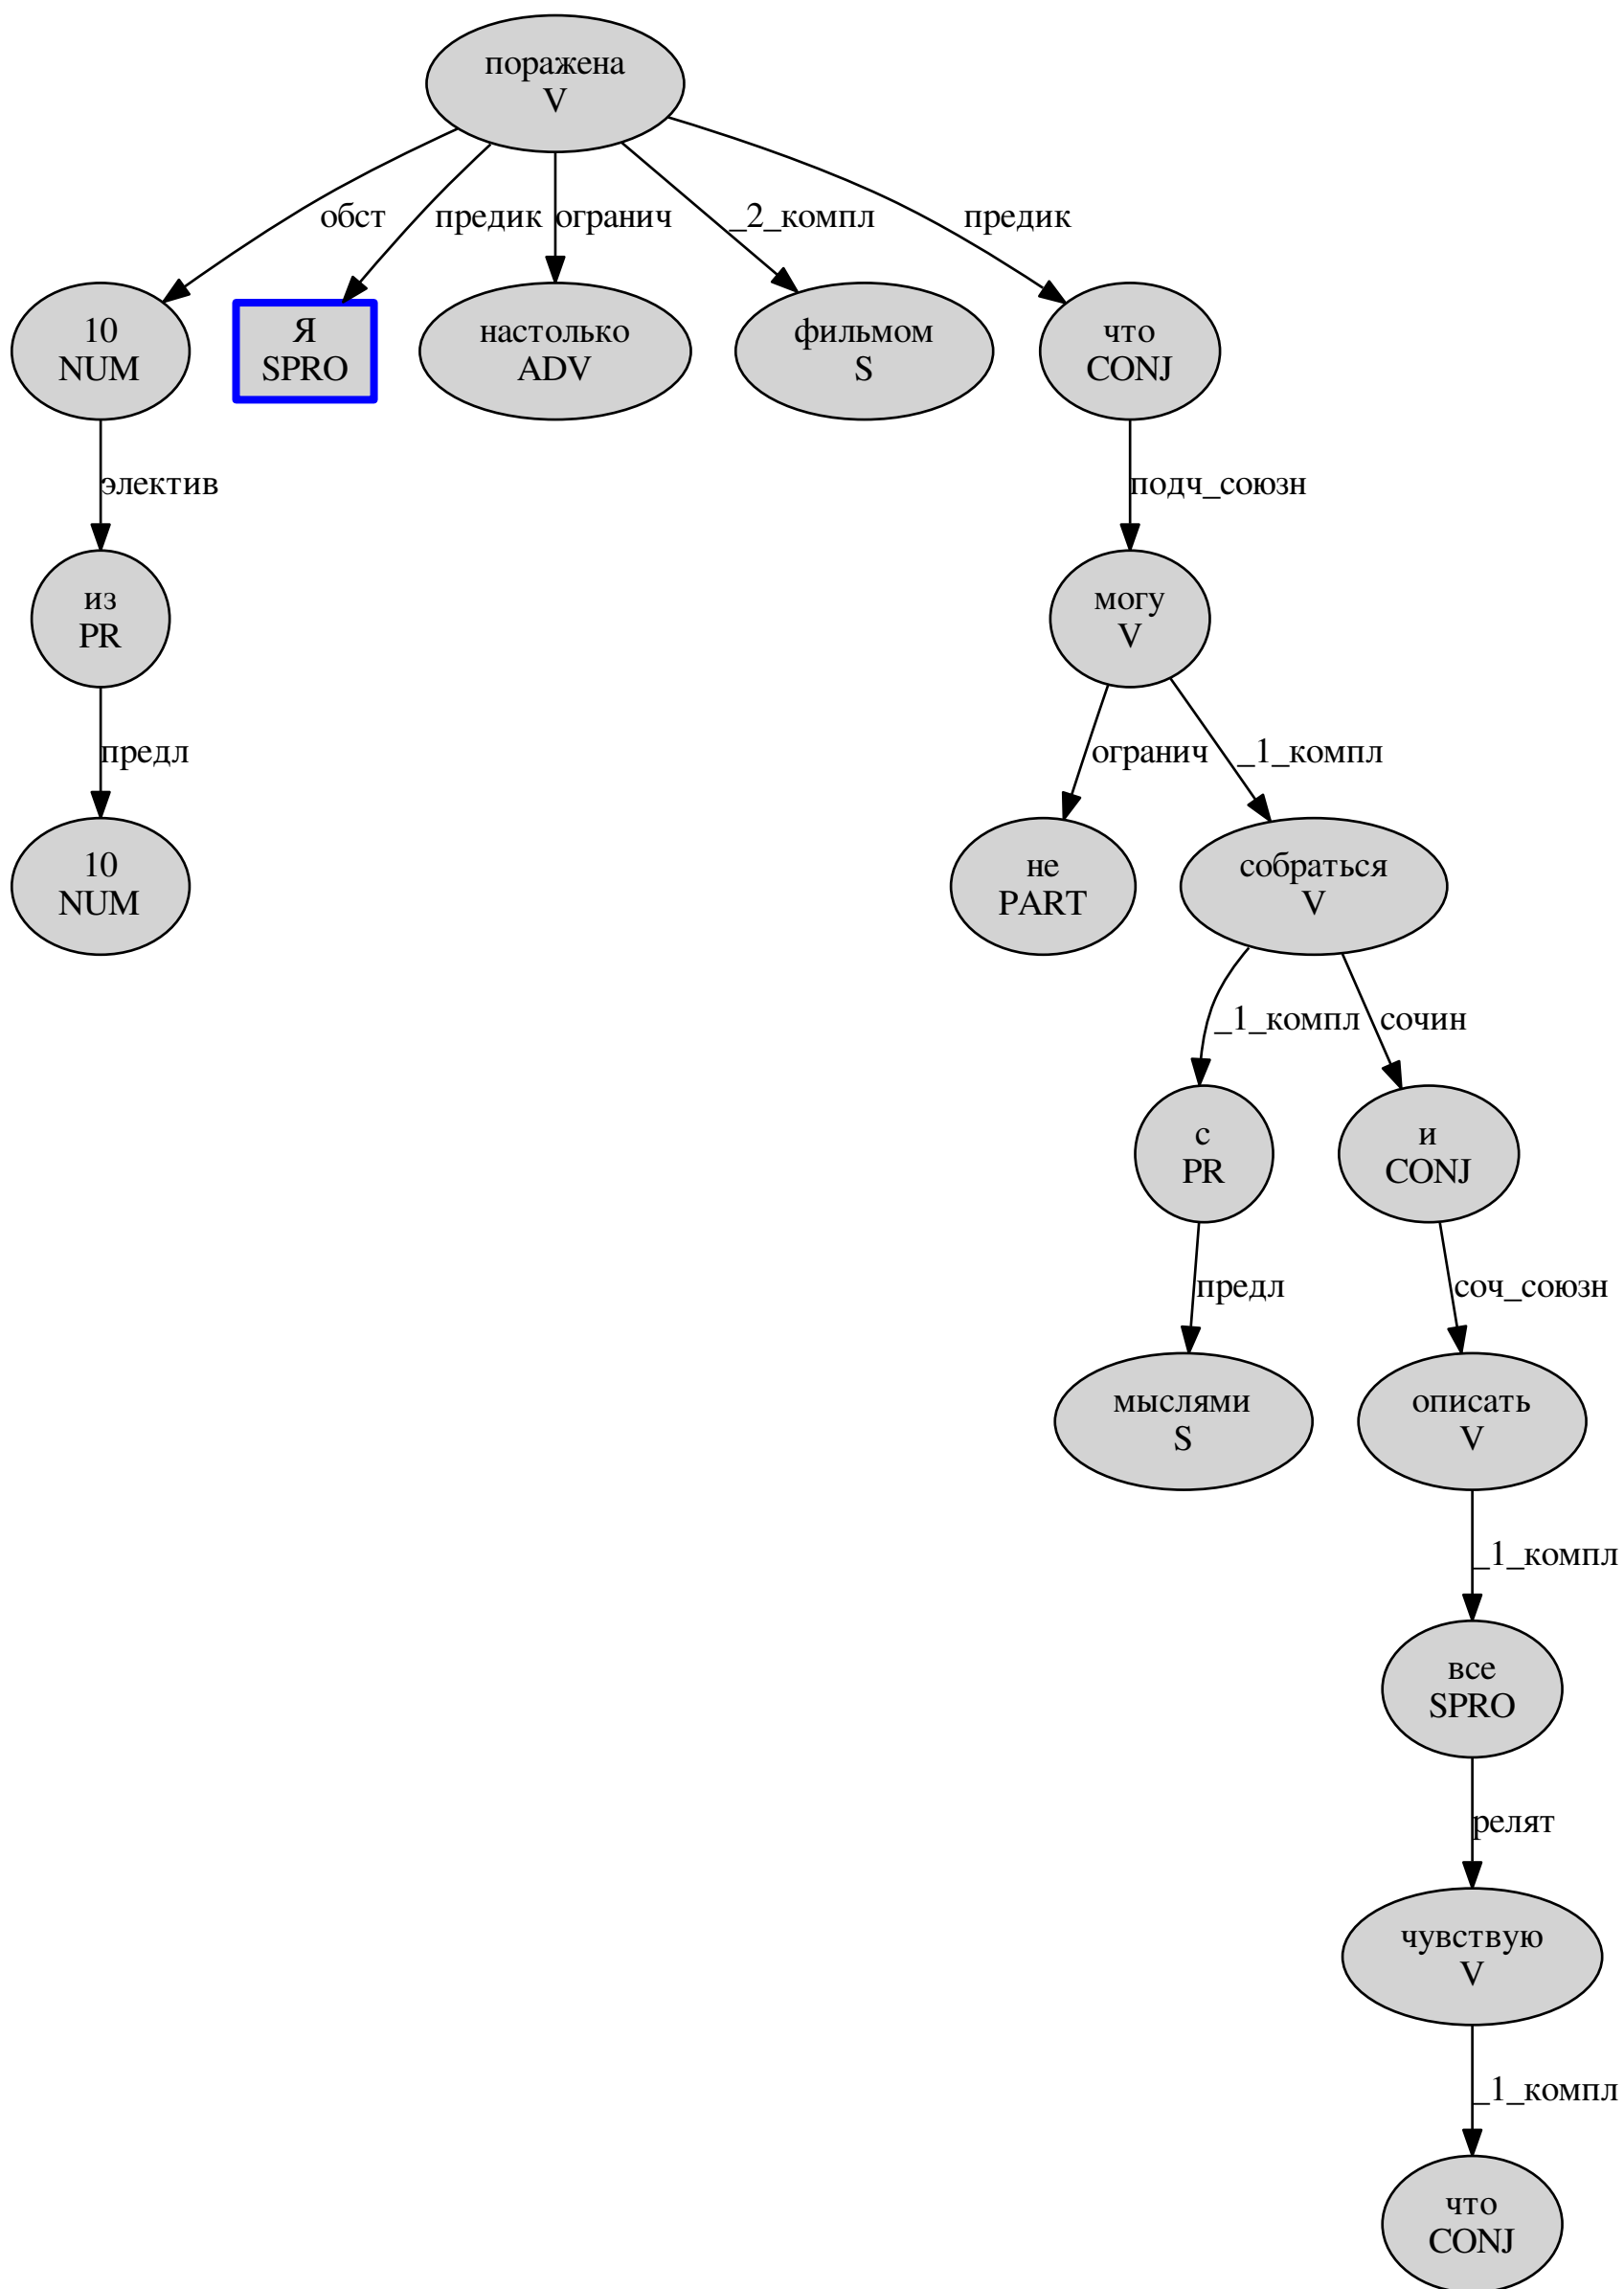 поражена
V
обст
предик
огранич
_2_компл
предик
10
NUM
Я
SPRO
настолько
ADV
фильмом
S
что
CONJ
электив
подч_союзн
из
PR
могу
V
предл
огранич
_1_компл
10
NUM
не
PART
собраться
V
_1_компл
сочин
с
PR
и
CONJ
предл
соч_союзн
мыслями
S
описать
V
_1_компл
все
SPRO
релят
чувствую
V
_1_компл
что
CONJ